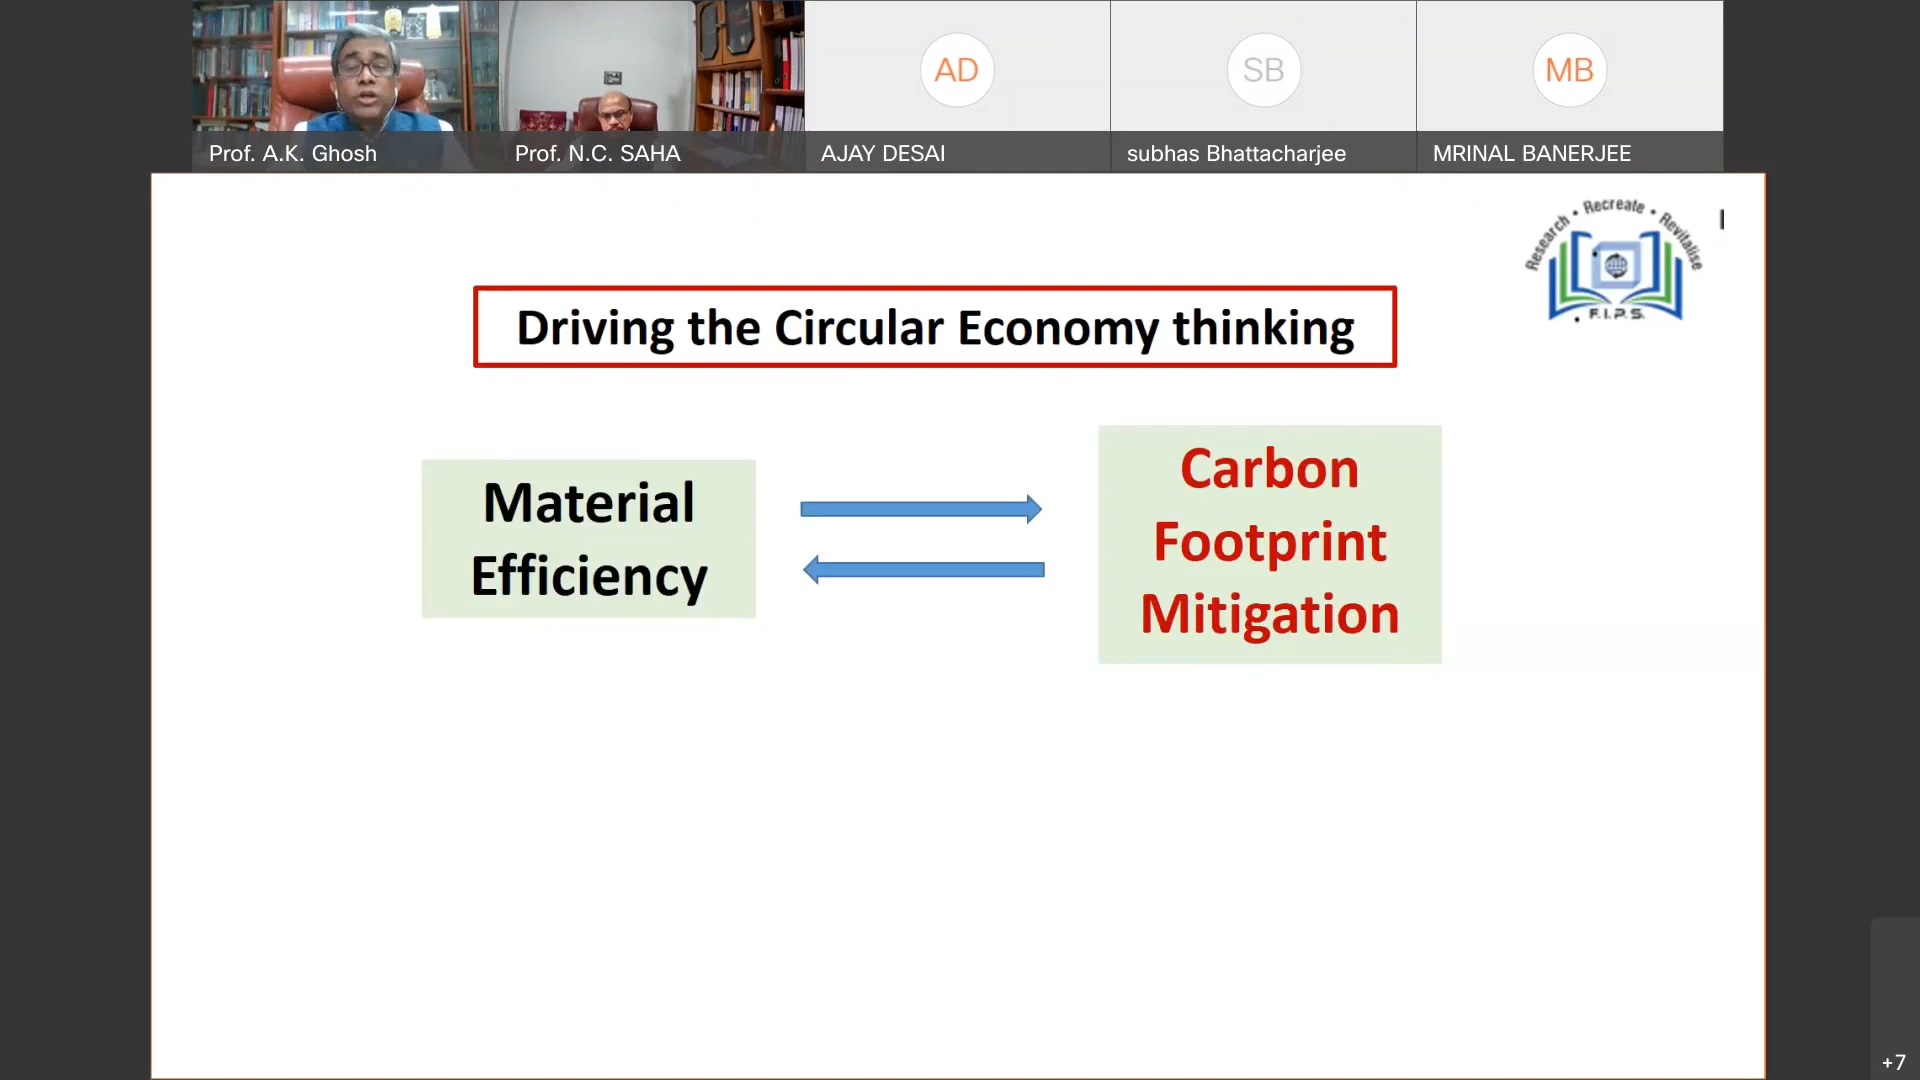 AD
SB
MB
Prof. A.K. Ghosh
Prof. N.C. SAHA
AJAY DESAI
subhas Bhattacharjee
MRINAL BANERJEE
Research • Recreate • Revitalise
F.I.P.S.
Driving the Circular Economy thinking
Material
Efficiency
Carbon
Footprint
Mitigation
+7